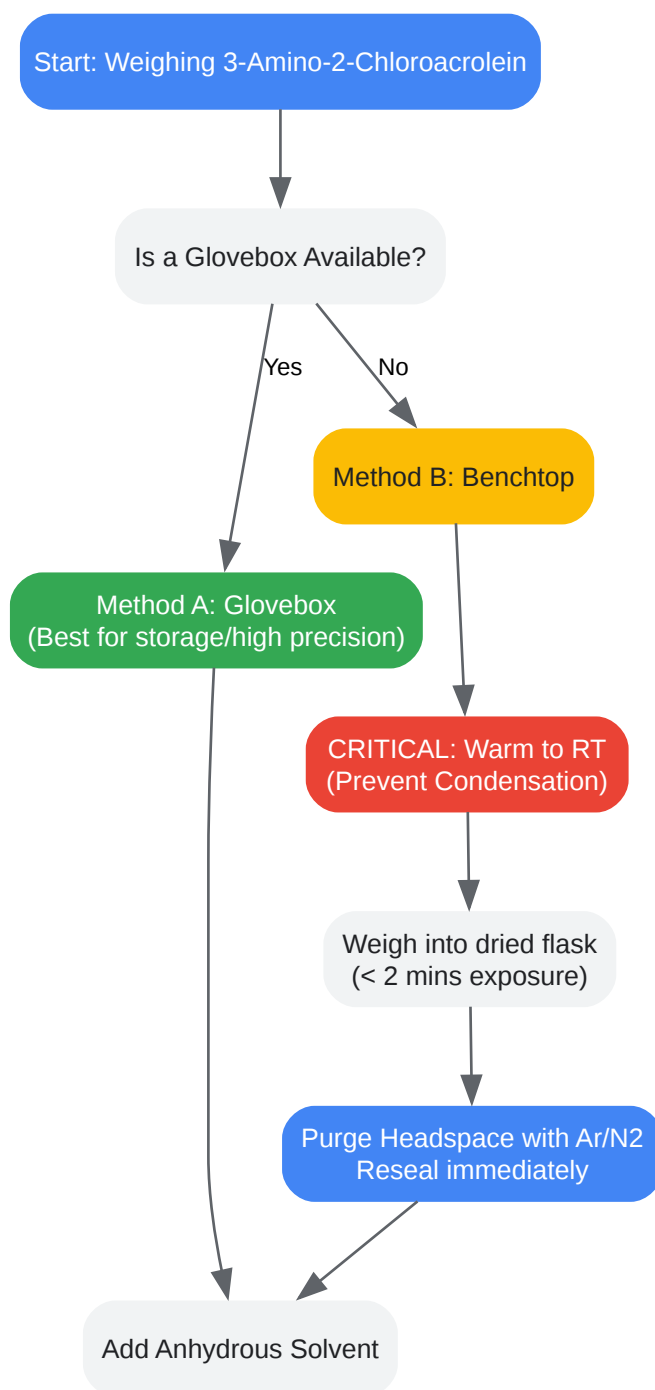 Start: Weighing 3-Amino-2-Chloroacrolein
Is a Glovebox Available?
Yes
No
Method B: Benchtop
Method A: Glovebox
(Best for storage/high precision)
CRITICAL: Warm to RT
(Prevent Condensation)
Weigh into dried flask
(< 2 mins exposure)
Purge Headspace with Ar/N2
Reseal immediately
Add Anhydrous Solvent